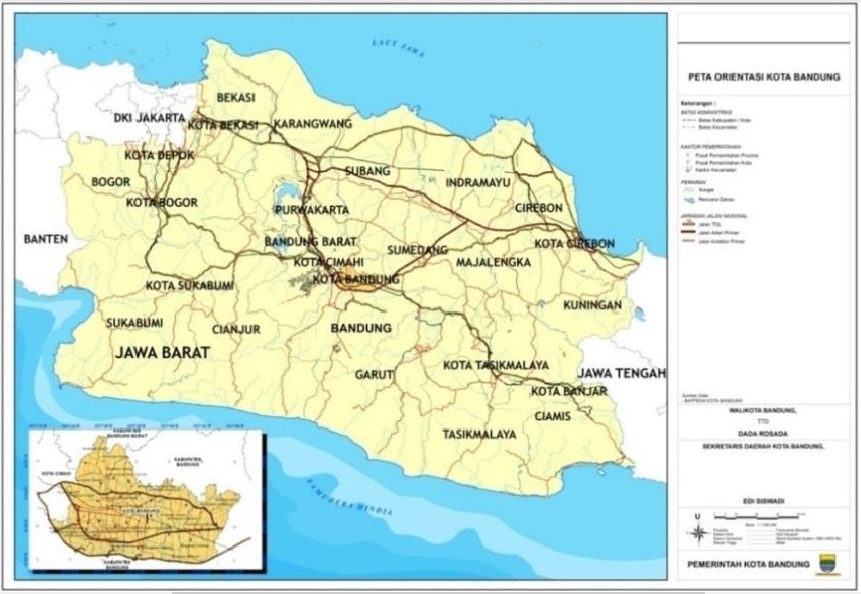 LAUT JAWA
BEKASI
DKI JAKARTA
KOTA BEKASI
KARANGWANG
KOTA DEPOK
SUBANG
BOGOR
INDRAMAYU
KOTA BOGOR
PURWAKARTA
CIREBON
BANTEN
BANDUNG BARAT
SUMEDANG
KOTA CIREBON
KOTA CIMAHI
MAJALENGKA
KOTA BANDUNG
KOTA SUKABUMI
KUNINGAN
SUKABUMI
CIANJUR
BANDUNG
JAWA BARAT
GARUT
KOTA TASIKMALAYA
JAWA TENGAH
KOTA BANJAR
CIAMIS
TASIKMALAYA
SAMUDERA HINDIA
KABUPATEN
BANDUNG BARAT
KABUPATEN
BANDUNG
KOTA CIMAHI
KOTA BANDUNG
KABUPATEN
BANDUNG
PETA ORIENTASI KOTA BANDUNG
Keterangan :
BATAS ADMINISTRASI
Batas Kabupaten / Kota
Batas Kecamatan
KANTOR PEMERINTAHAN
Pusat Pemerintahan Provinsi
Pusat Pemerintahan Kota
Kantor Kecamatan
PERAIRAN
Sungai
Rencana Danau
JARINGAN JALAN NASIONAL
Jalan TOL
Jalan Arteri Primer
Jalan Kolektor Primer
Sumber Data :
- BAPPEDA KOTA BANDUNG
WALIKOTA BANDUNG,
TTD
DADA ROSADA
SEKRETARIS DAERAH KOTA BANDUNG,
EDI SISWADI
U
PEMERINTAH KOTA BANDUNG